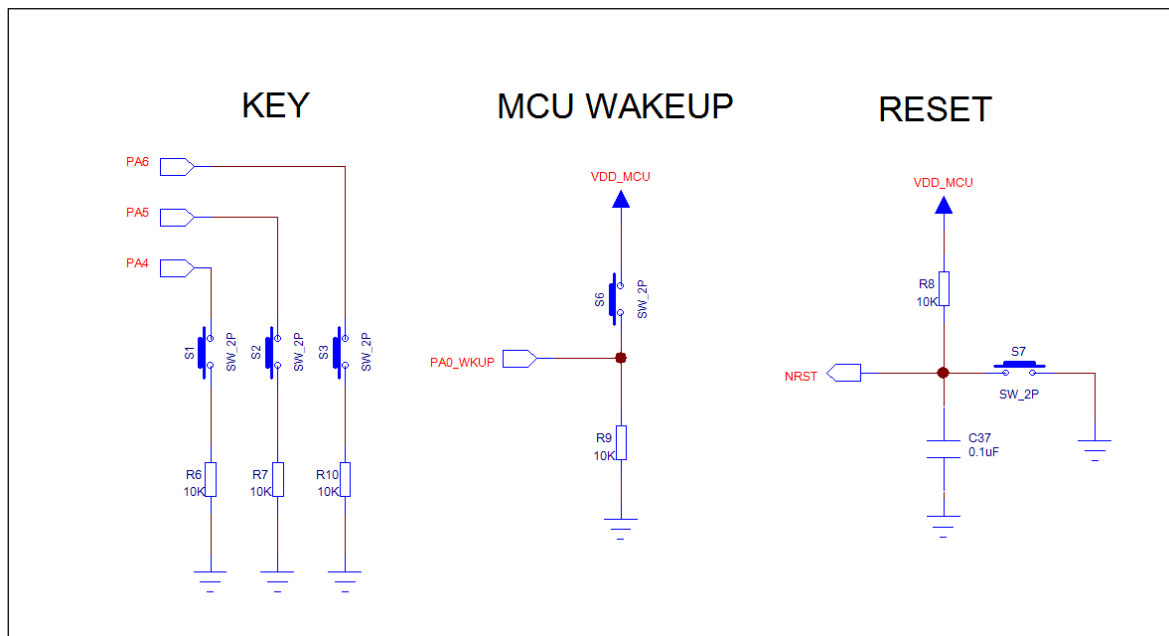 KEY
PA6
PA5
PA4
S1
SW_2P
S2
SW_2P
S3
SW_2P
R6
10K
R7
10K
R10
10K
MCU WAKEUP
VDD_MCU
S6
SW_2P
PA0_WKUP
R9
10K
RESET
VDD_MCU
R8
10K
NRST
S7
SW_2P
C37
0.1uF